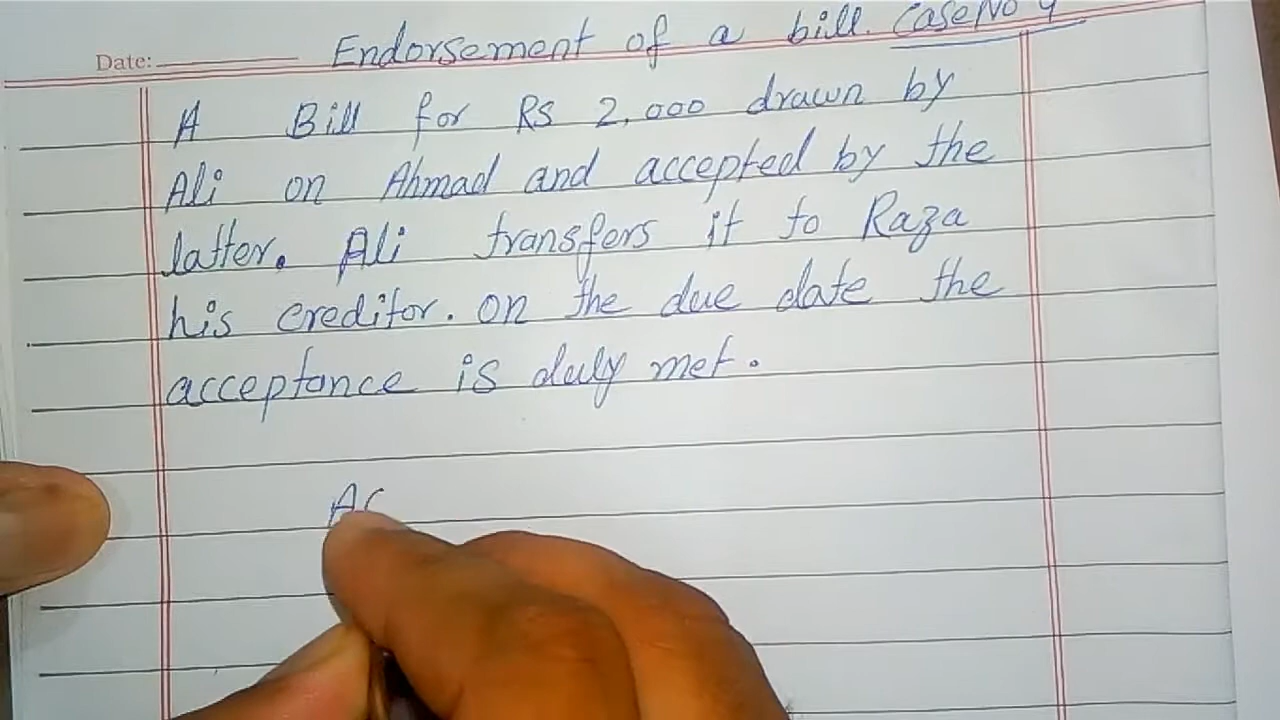 Endorsement of a bill. Case No 4
Date:
A Bill for Rs 2,000 drawn by
Ali on Ahmad and accepted by the
latter. Ali transfers it to Raza
his creditor. on the due date the
acceptance is duly met.
AC